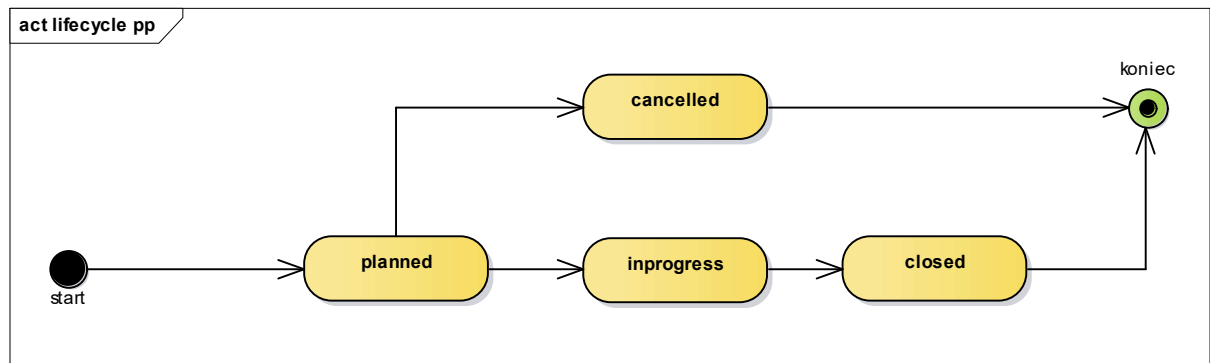 act lifecycle pp
koniec
cancelled
planned
inprogress
closed
start